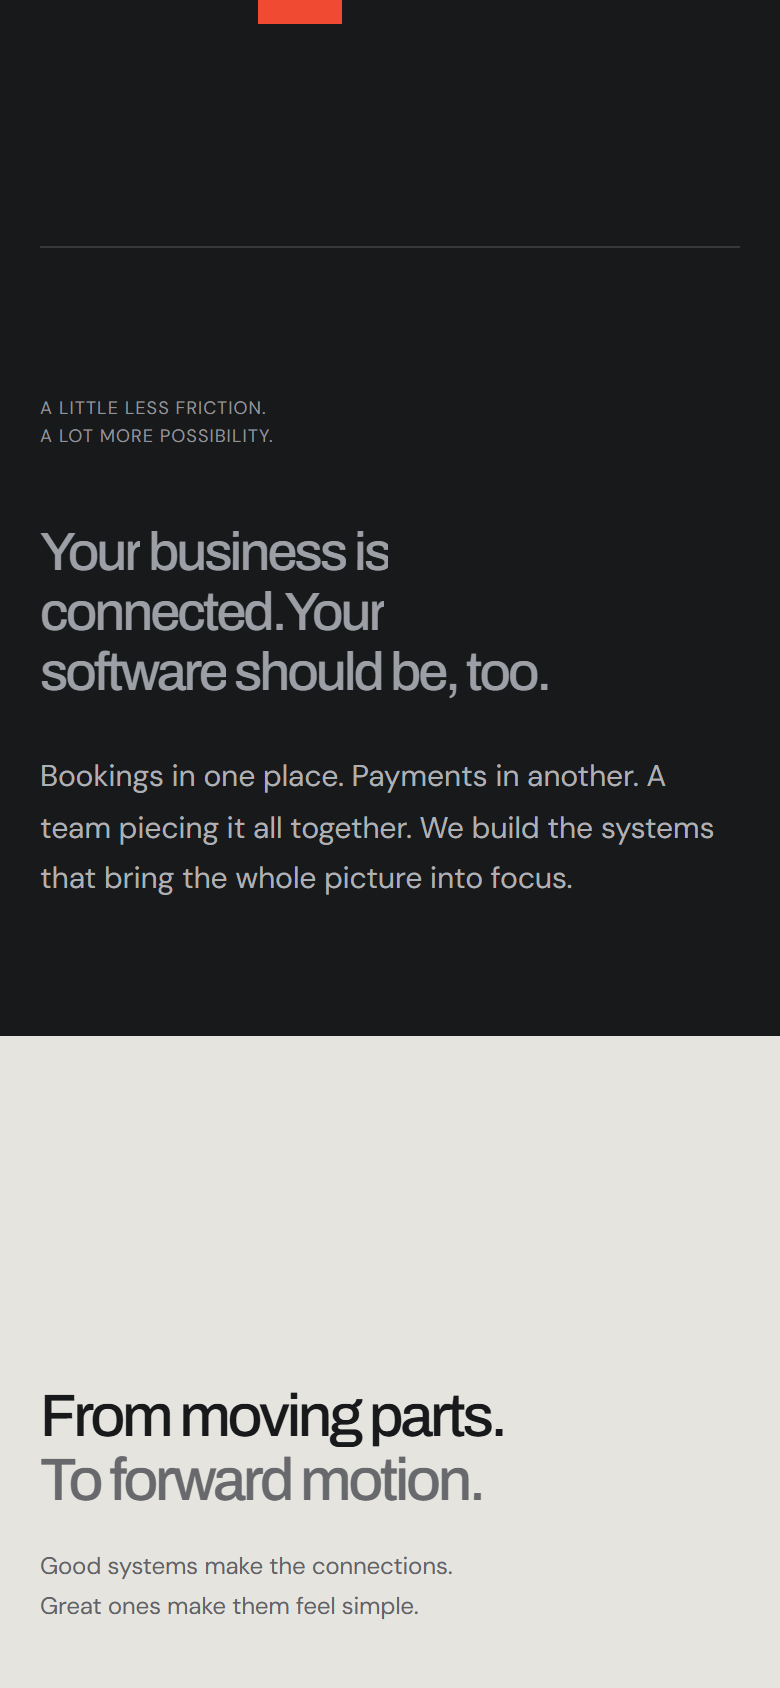 A LITTLE LESS FRICTION.
A LOT MORE POSSIBILITY.
Your business is
connected.Your
software should be, too.
Bookings in one place. Payments in another. A
team piecing it all together. We build the systems
that bring the whole picture into focus.
From moving parts.
To forward motion.
Good systems make the connections.
Great ones make them feel simple.